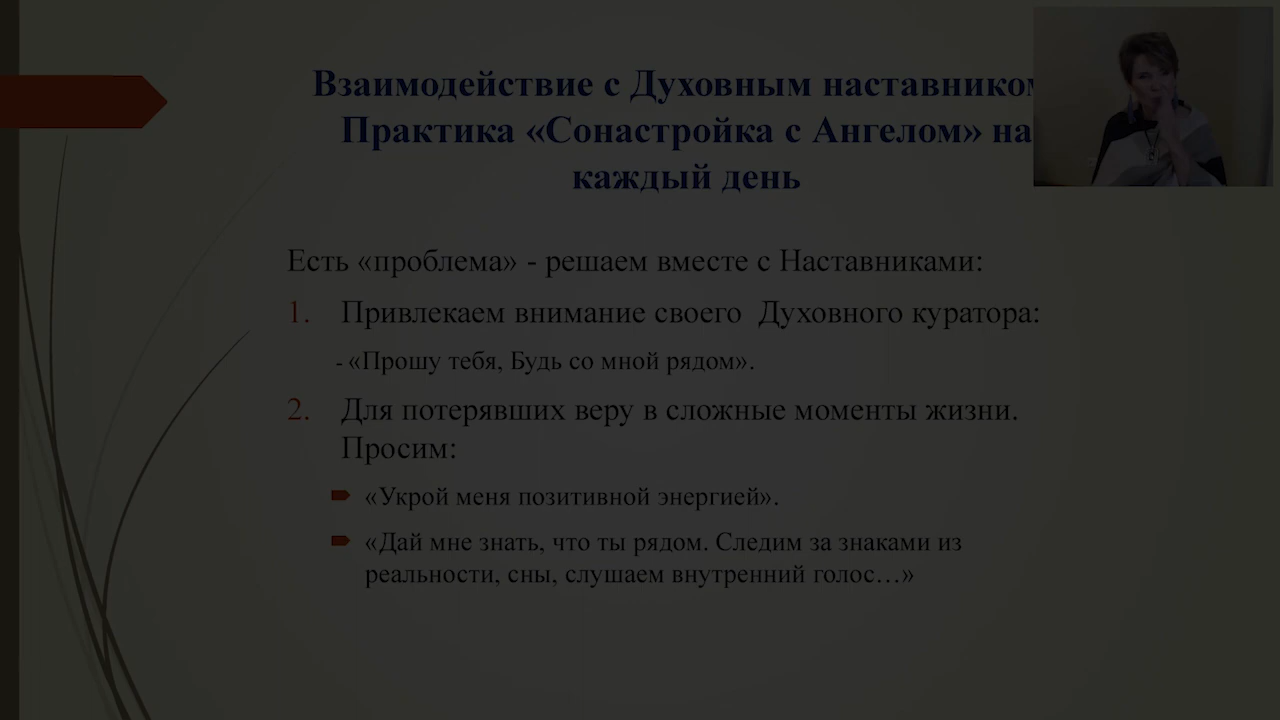 Взаимодействие с Духовным наставником
Практика «Сонастройка с Ангелом» на
каждый день
Есть «проблема» - решаем вместе с Наставниками:
1. Привлекаем внимание своего Духовного куратора:
- «Прошу тебя, Будь со мной рядом».
2. Для потерявших веру в сложные моменты жизни.
Просим:
«Укрой меня позитивной энергией».
«Дай мне знать, что ты рядом. Следим за знаками из
реальности, сны, слушаем внутренний голос…»